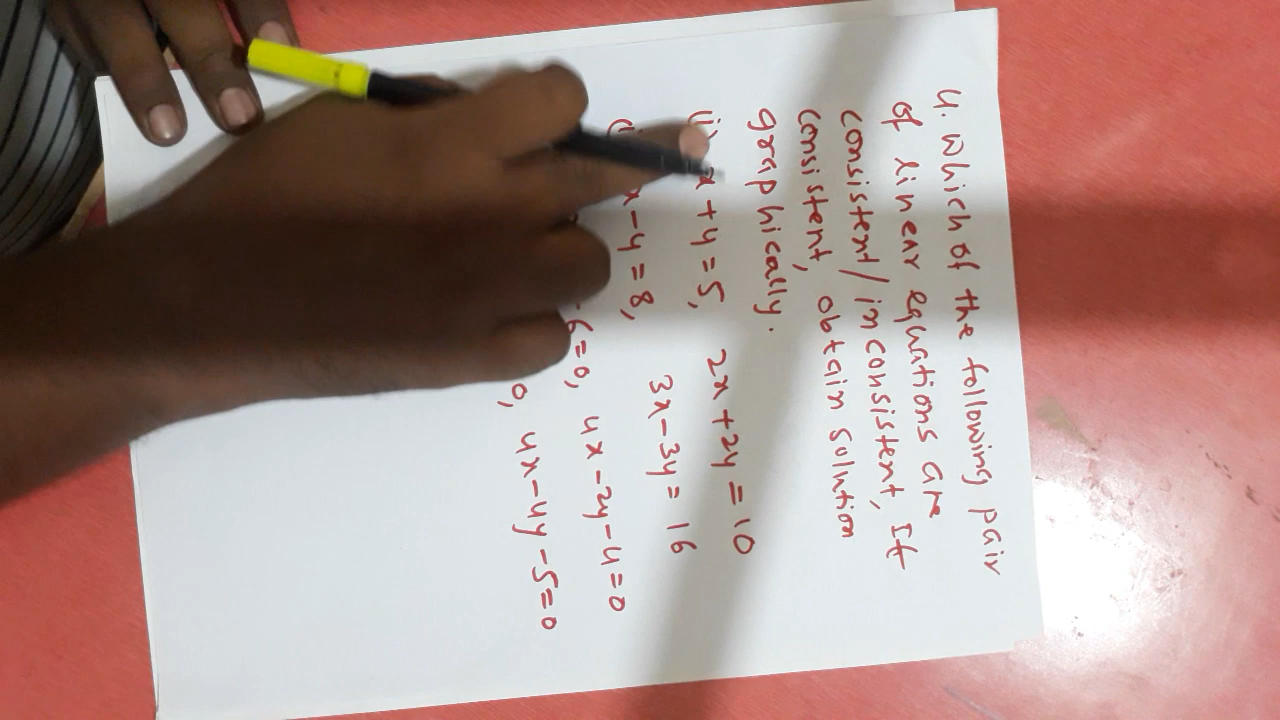 4. Which of the following pair
of linear equations are
consistent/inconsistent, If
consistent, obtain solution
graphically.
i) x+y=5, 2x+2y=10
x-y=8, 3x-3y=16
-6=0, 4x-2y-4=0
0, 4x-4y-5=0